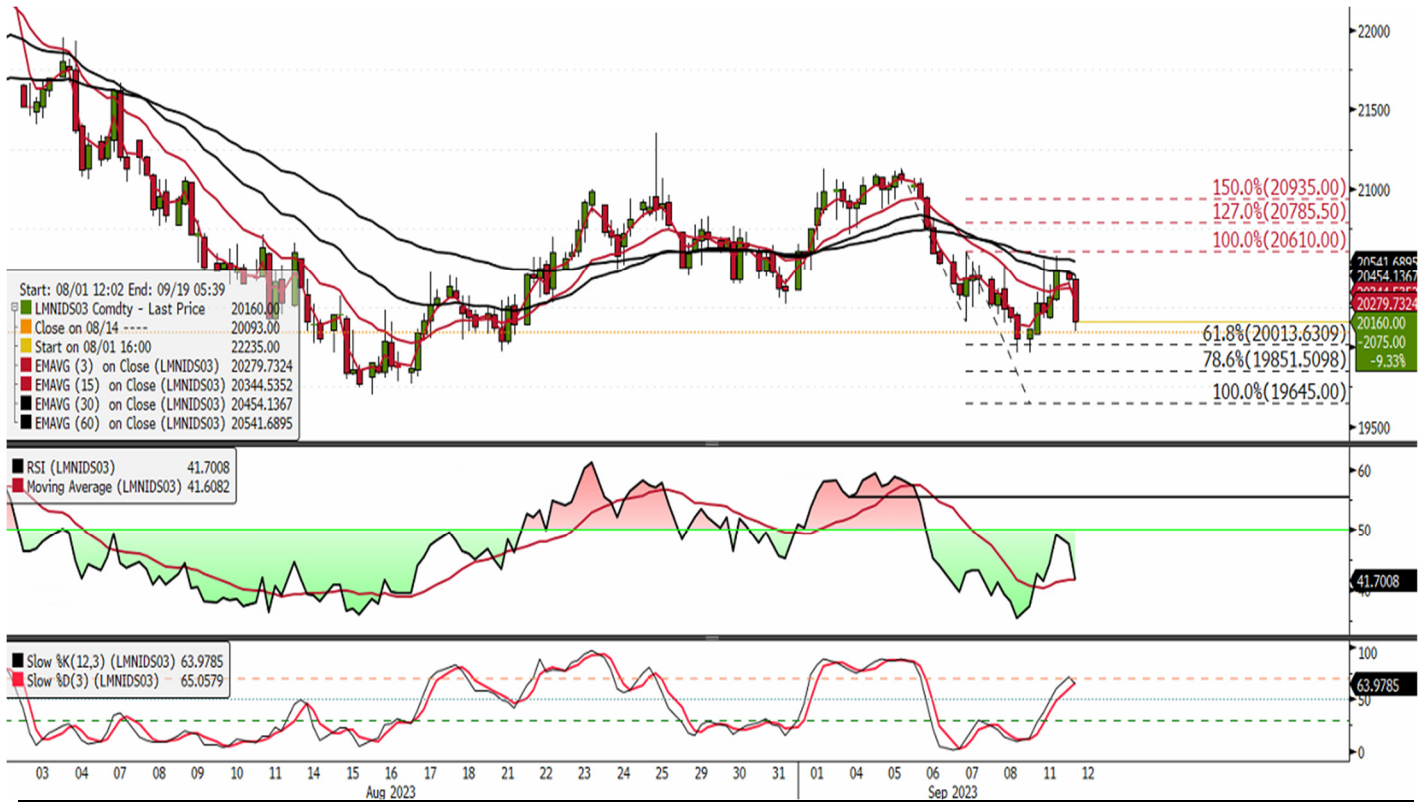 22000
21500
21000
19500
150.0%(20935.00)
127.0%(20785.50)
100.0%(20610.00)
61.8%(20013.6309)
78.6%(19851.5098)
100.0%(19645.00)
20541.6895
20454.1367
20279.7324
20160.00
-2075.00
-9.33%
Start: 08/01 12:02 End: 09/19 05:39
LMNIDS03 Comdty - Last Price 20160.00
Close on 08/14 ---- 20093.00
Start on 08/01 16:00 22235.00
EMAVG (3) on Close (LMNIDS03) 20279.7324
EMAVG (15) on Close (LMNIDS03) 20344.5352
EMAVG (30) on Close (LMNIDS03) 20454.1367
EMAVG (60) on Close (LMNIDS03) 20541.6895
RSI (LMNIDS03) 41.7008
Moving Average (LMNIDS03) 41.6082
60
50
41.7008
Slow %K(12,3) (LMNIDS03) 63.9785
Slow %D(3) (LMNIDS03) 65.0579
100
63.9785
50
0
03 04 07 08 09 10 11 14 15 16 17 18 21 22 23 24 25 28 29 30 31 01 04 05 06 07 08 11 12
Aug 2023 Sep 2023